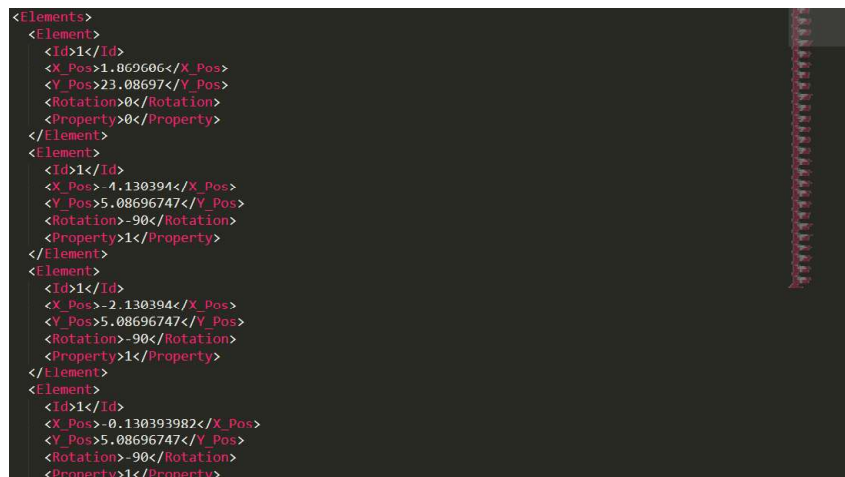 <Elements>
<Element>
<Id>1</Id>
<X_Pos>1.869606</X_Pos>
<Y_Pos>23.08697</Y_Pos>
<Rotation>0</Rotation>
<Property>0</Property>
</Element>
<Element>
<Id>1</Id>
<X_Pos>-4.130394</X_Pos>
<Y_Pos>5.08696747</Y_Pos>
<Rotation>-90</Rotation>
<Property>1</Property>
</Element>
<Element>
<Id>1</Id>
<X_Pos>-2.130394</X_Pos>
<Y_Pos>5.08696747</Y_Pos>
<Rotation>-90</Rotation>
<Property>1</Property>
</Element>
<Element>
<Id>1</Id>
<X_Pos>-0.130393982</X_Pos>
<Y_Pos>5.08696747</Y_Pos>
<Rotation>-90</Rotation>
<Property>1</Property>